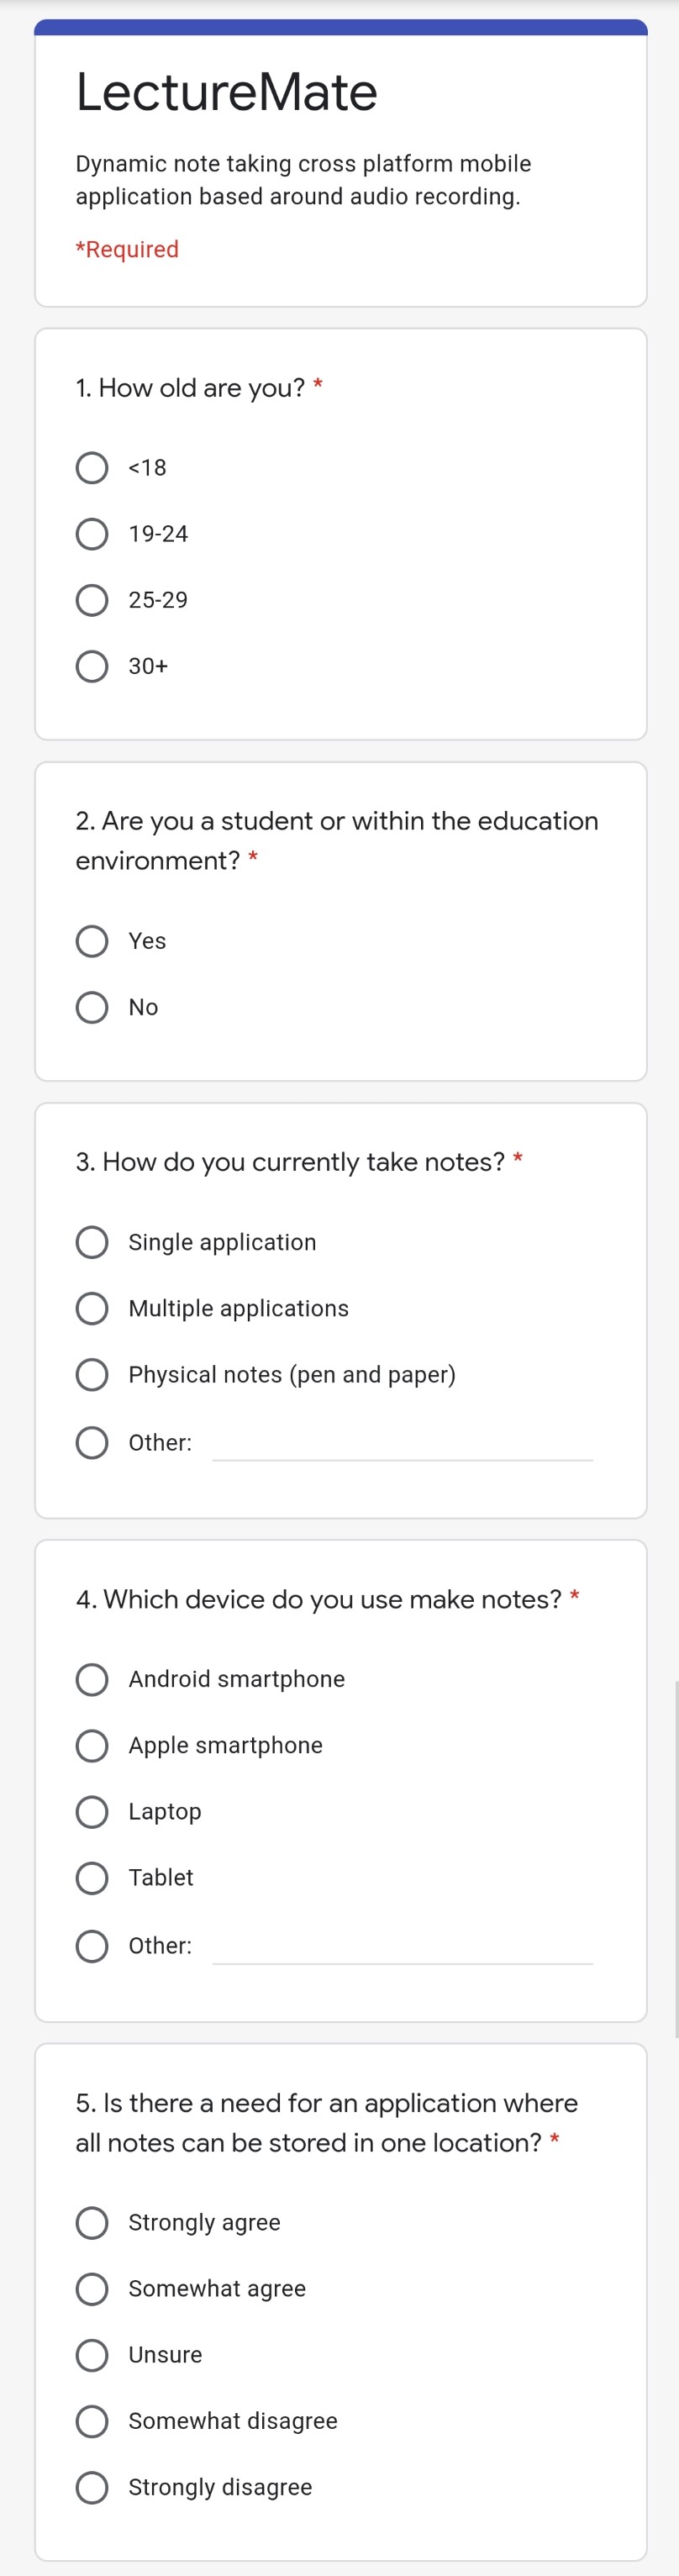 LectureMate
Dynamic note taking cross platform mobile
application based around audio recording.
*Required
1. How old are you? *
<18
19-24
25-29
30+
2. Are you a student or within the education
environment? *
Yes
No
3. How do you currently take notes? *
Single application
Multiple applications
Physical notes (pen and paper)
Other:
4. Which device do you use make notes? *
Android smartphone
Apple smartphone
Laptop
Tablet
Other:
5. Is there a need for an application where
all notes can be stored in one location? *
Strongly agree
Somewhat agree
Unsure
Somewhat disagree
Strongly disagree